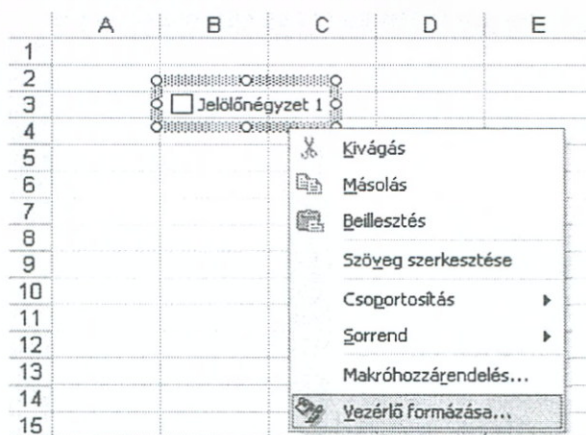 A B C D E
1
2
3 Jelölőnégyzet 1
4
5 Kivágás
6 Másolás
7 Beillesztés
8
9 Szöveg szerkesztése
10 Csoportosítás
11
12 Sorrend
13 Makróhozzárendelés...
14 Vezérlő formázása...
15